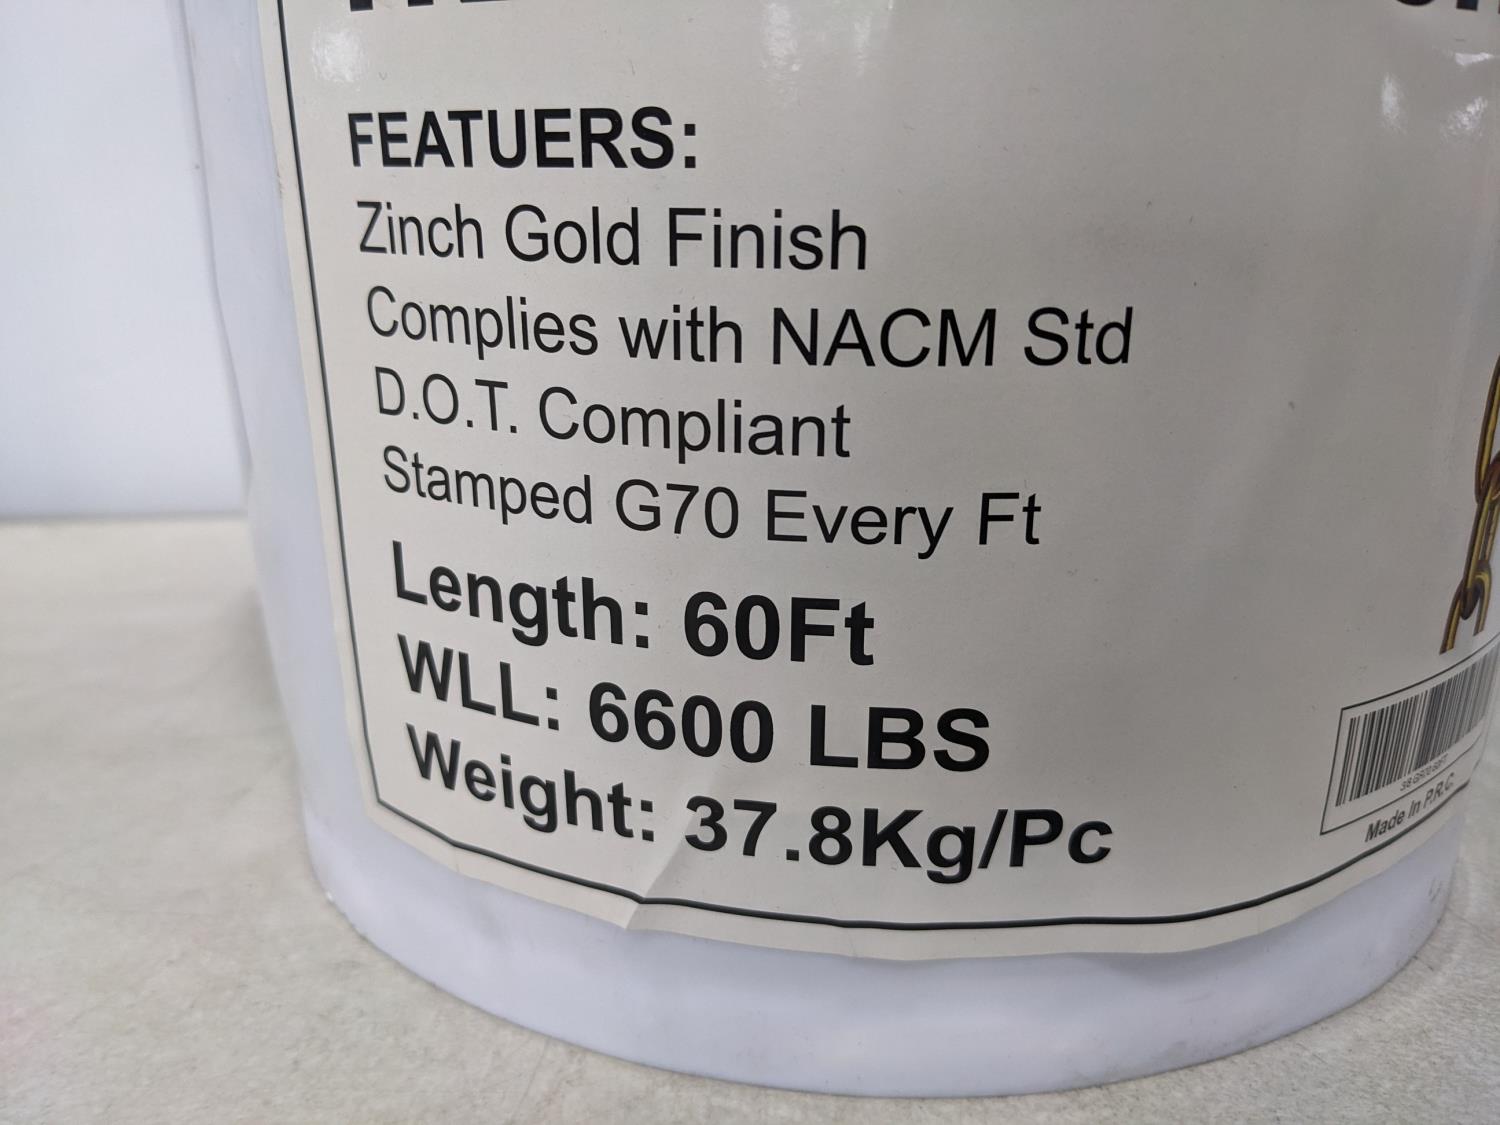 FEATUERS:
Zinch Gold Finish
Complies with NACM Std
D.O.T. Compliant
Stamped G70 Every Ft
Length: 60Ft
WLL: 6600 LBS
Weight: 37.8Kg/Pc
Made In P.R.C.